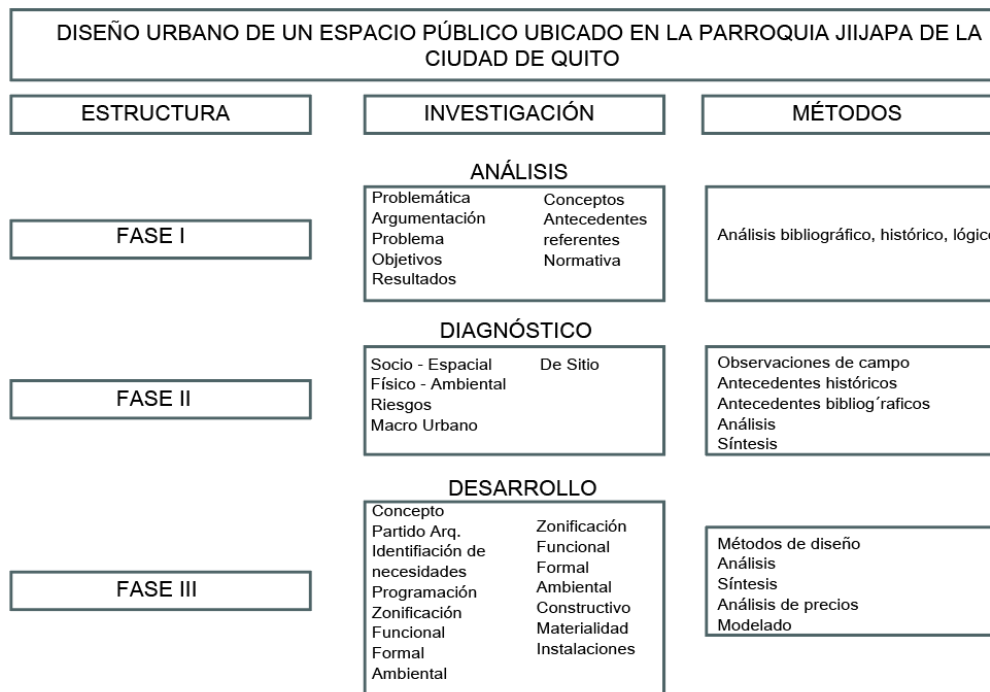 DISEÑO URBANO DE UN ESPACIO PÚBLICO UBICADO EN LA PARROQUIA JIIJAPA DE LA
CIUDAD DE QUITO
ESTRUCTURA
INVESTIGACIÓN
MÉTODOS
FASE I
ANÁLISIS
Problemática
Argumentación
Problema
Objetivos
Resultados
Conceptos
Antecedentes
referentes
Normativa
Análisis bibliográfico, histórico, lógico
FASE II
DIAGNÓSTICO
Socio - Espacial
Físico - Ambiental
Riesgos
Macro Urbano
De Sitio
Observaciones de campo
Antecedentes históricos
Antecedentes bibliog´raficos
Análisis
Síntesis
FASE III
DESARROLLO
Concepto
Partido Arq.
Identifiación de
necesidades
Programación
Zonificación
Funcional
Formal
Ambiental
Zonificación
Funcional
Formal
Ambiental
Constructivo
Materialidad
Instalaciones
Métodos de diseño
Análisis
Síntesis
Análisis de precios
Modelado